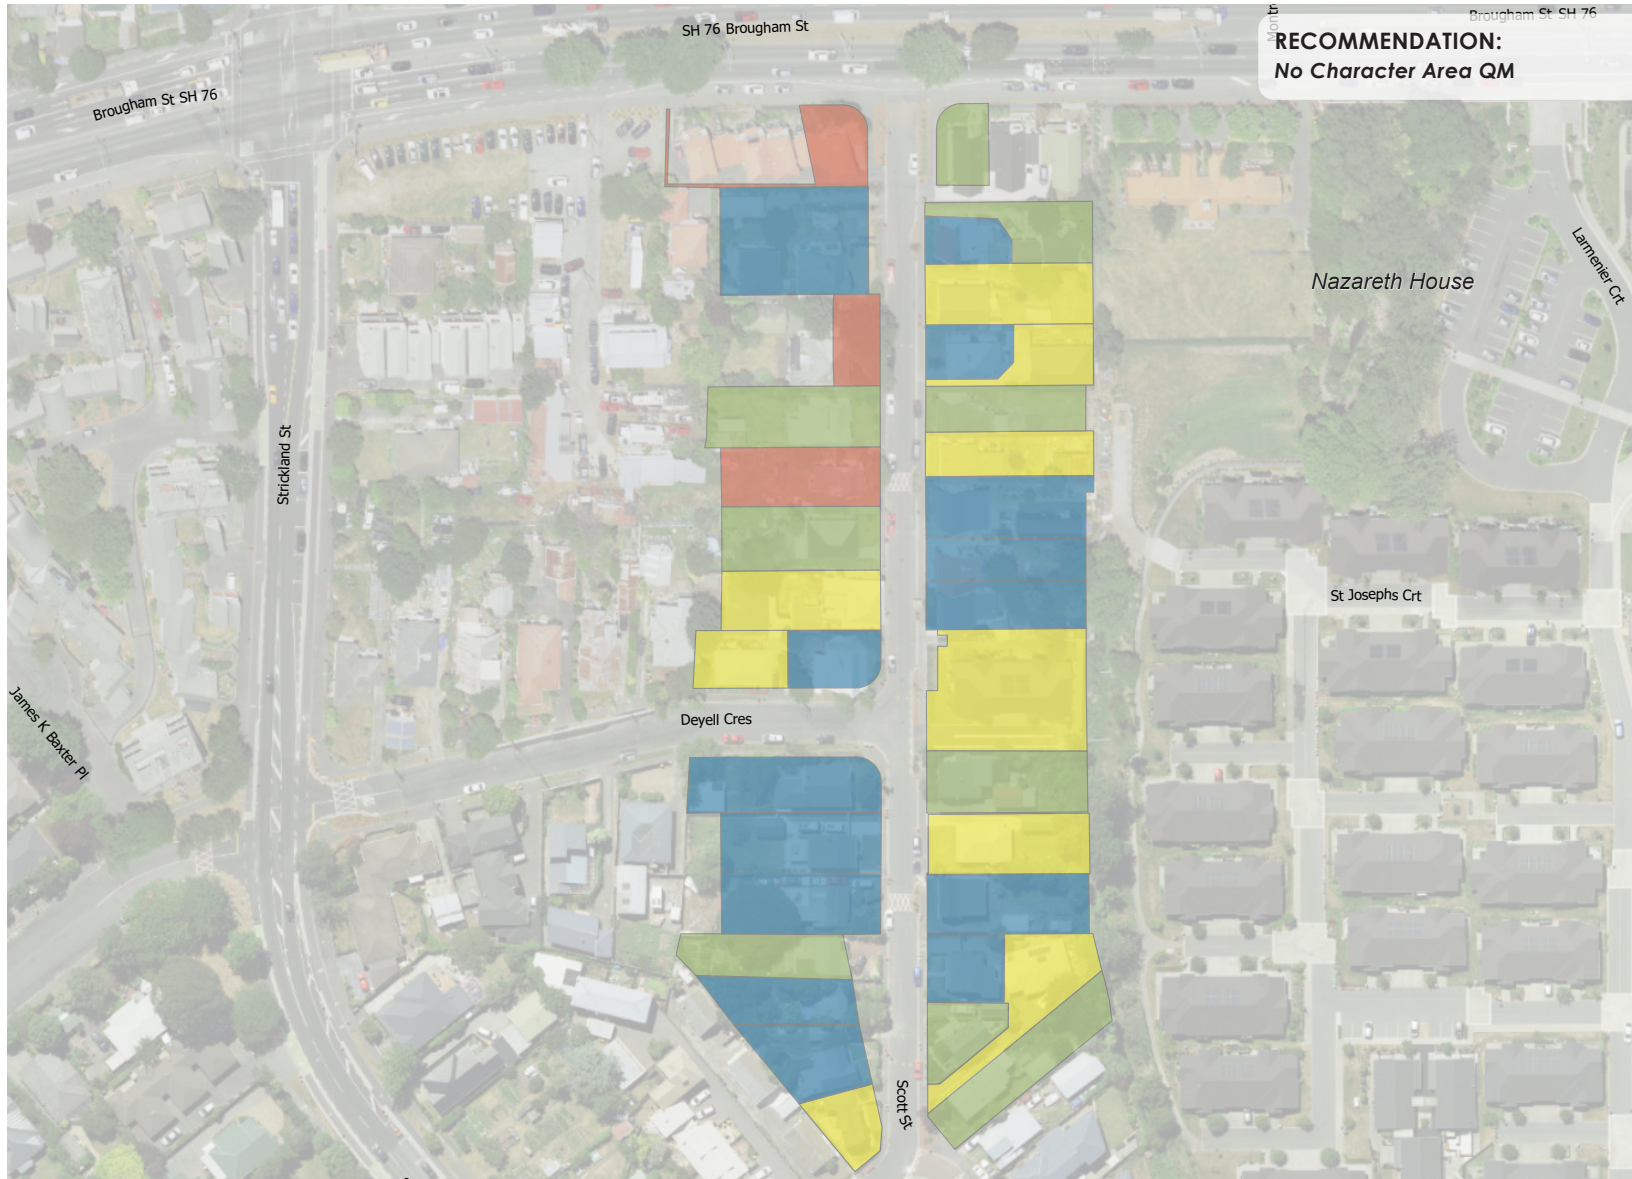 SH 76 Brougham St
Brougham St SH 76
RECOMMENDATION:
No Character Area QM
Brougham St SH 76
Larmenier Crt
Nazareth House
Strickland St
St Josephs Crt
James K Baxter Pl
Deyell Cres
Scott St